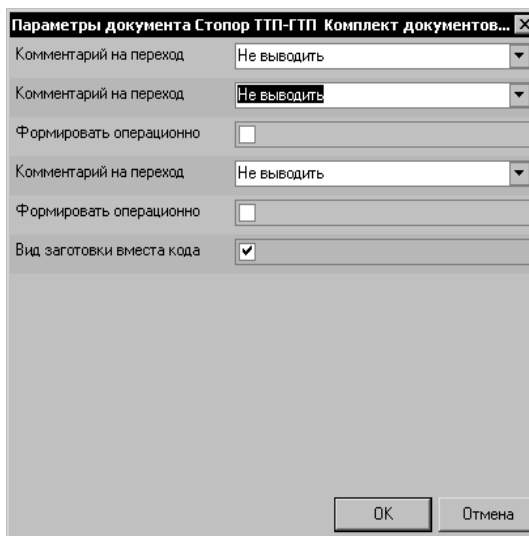 Параметры документа Стопор ТТП-ГТП Комплект документов...
Комментарий на переход Не выводить
Комментарий на переход Не выводить
Формировать операционно
Комментарий на переход Не выводить
Формировать операционно
Вид заготовки вместа кода
OK Отмена